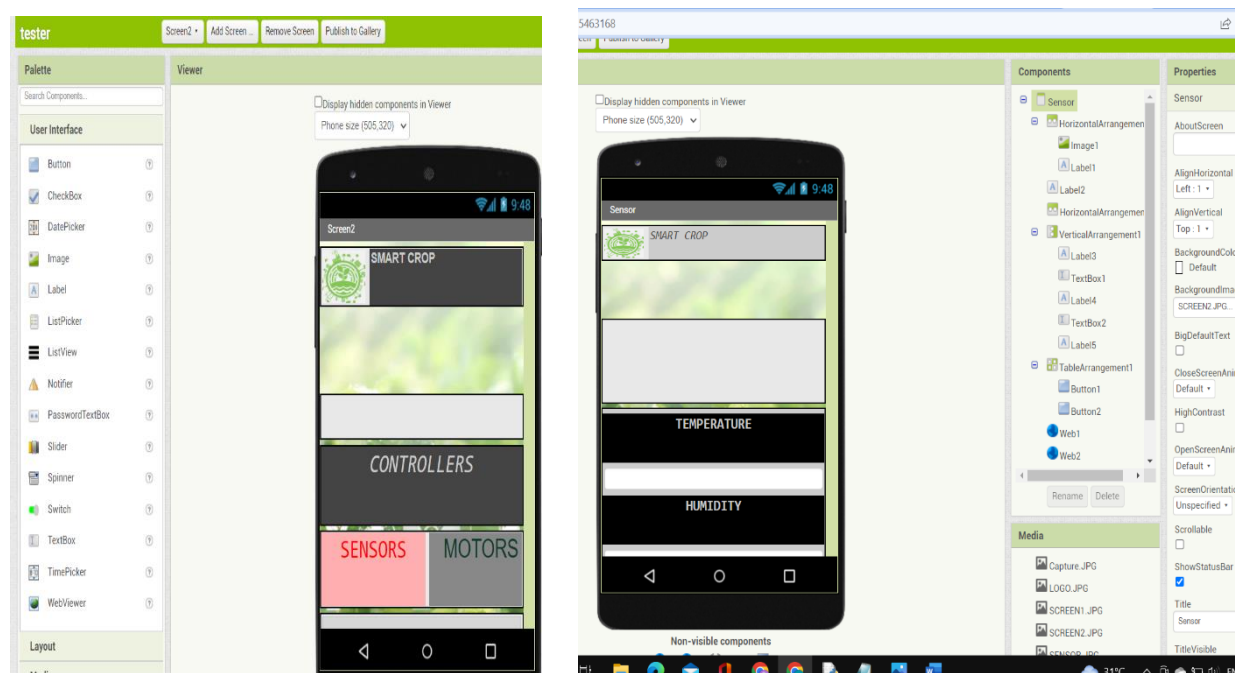 tester
Screen2
Add Screen ...
Remove Screen
Publish to Gallery
Palette
Viewer
Search Components...
User Interface
Button
CheckBox
DatePicker
Image
Label
ListPicker
ListView
Notifier
PasswordTextBox
Slider
Spinner
Switch
TextBox
TimePicker
WebViewer
Layout
Display hidden components in Viewer
Phone size (505,320)
9:48
Screen2
SMART CROP
CONTROLLERS
SENSORS MOTORS
5463168
Publish to Gallery
Display hidden components in Viewer
Phone size (505,320)
9:48
Sensor
SMART CROP
TEMPERATURE
HUMIDITY
Non-visible components
Components
Sensor
HorizontalArrangemen
Image1
Label1
Label2
HorizontalArrangemen
VerticalArrangement1
Label3
TextBox1
Label4
TextBox2
Label5
TableArrangement1
Button1
Button2
Web1
Web2
Rename Delete
Media
Capture.JPG
LOGO.JPG
SCREEN1.JPG
SCREEN2.JPG
SENSOR.JPG
Properties
Sensor
AboutScreen
AlignHorizontal
Left : 1
AlignVertical
Top : 1
BackgroundColo
Default
BackgroundIma
SCREEN2.JPG...
BigDefaultText
CloseScreenAni
Default
HighContrast
OpenScreenAnin
Default
ScreenOrientatio
Unspecified
Scrollable
ShowStatusBar
Title
Sensor
TitleVisible
31°C